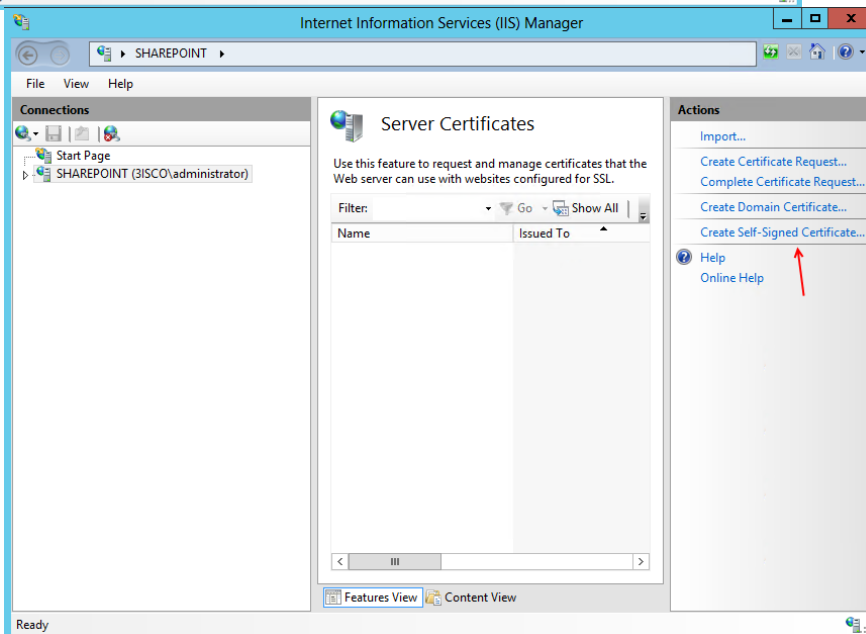 Internet Information Services (IIS) Manager
SHAREPOINT
File View Help
Connections
Start Page
SHAREPOINT (3ISCO\administrator)
Server Certificates
Use this feature to request and manage certificates that the
Web server can use with websites configured for SSL.
Filter: Go Show All
Name Issued To
Features View Content View
Actions
Import...
Create Certificate Request...
Complete Certificate Request...
Create Domain Certificate...
Create Self-Signed Certificate...
Help
Online Help
Ready